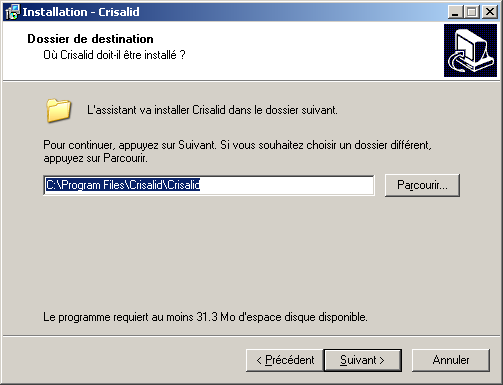 Installation - Crisalid
Dossier de destination
Où Crisalid doit-il être installé ?
L'assistant va installer Crisalid dans le dossier suivant.
Pour continuer, appuyez sur Suivant. Si vous souhaitez choisir un dossier différent,
appuyez sur Parcourir.
C:\Program Files\Crisalid\Crisalid
Parcourir...
Le programme requiert au moins 31.3 Mo d'espace disque disponible.
< Précédent
Suivant >
Annuler